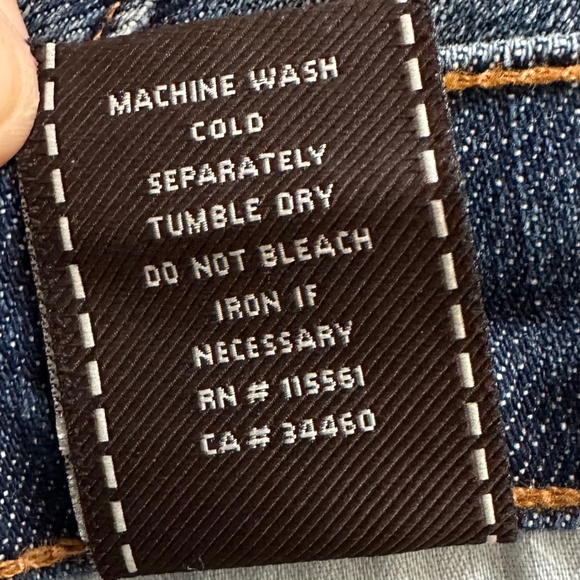 MACHINE WASH
COLD
SEPARATELY
TUMBLE DRY
DO NOT BLEACH
IRON IF
NECESSARY
RN # 115561
CA # 34460